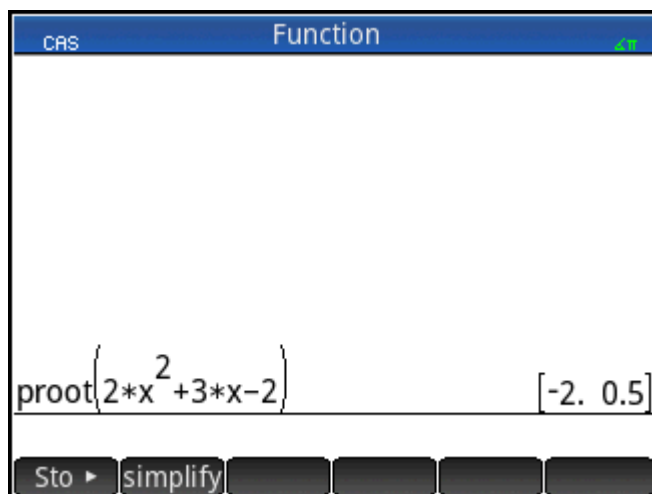 CAS Function ∡π
proot(2*x²+3*x-2) [-2. 0.5]
Sto ► simplify